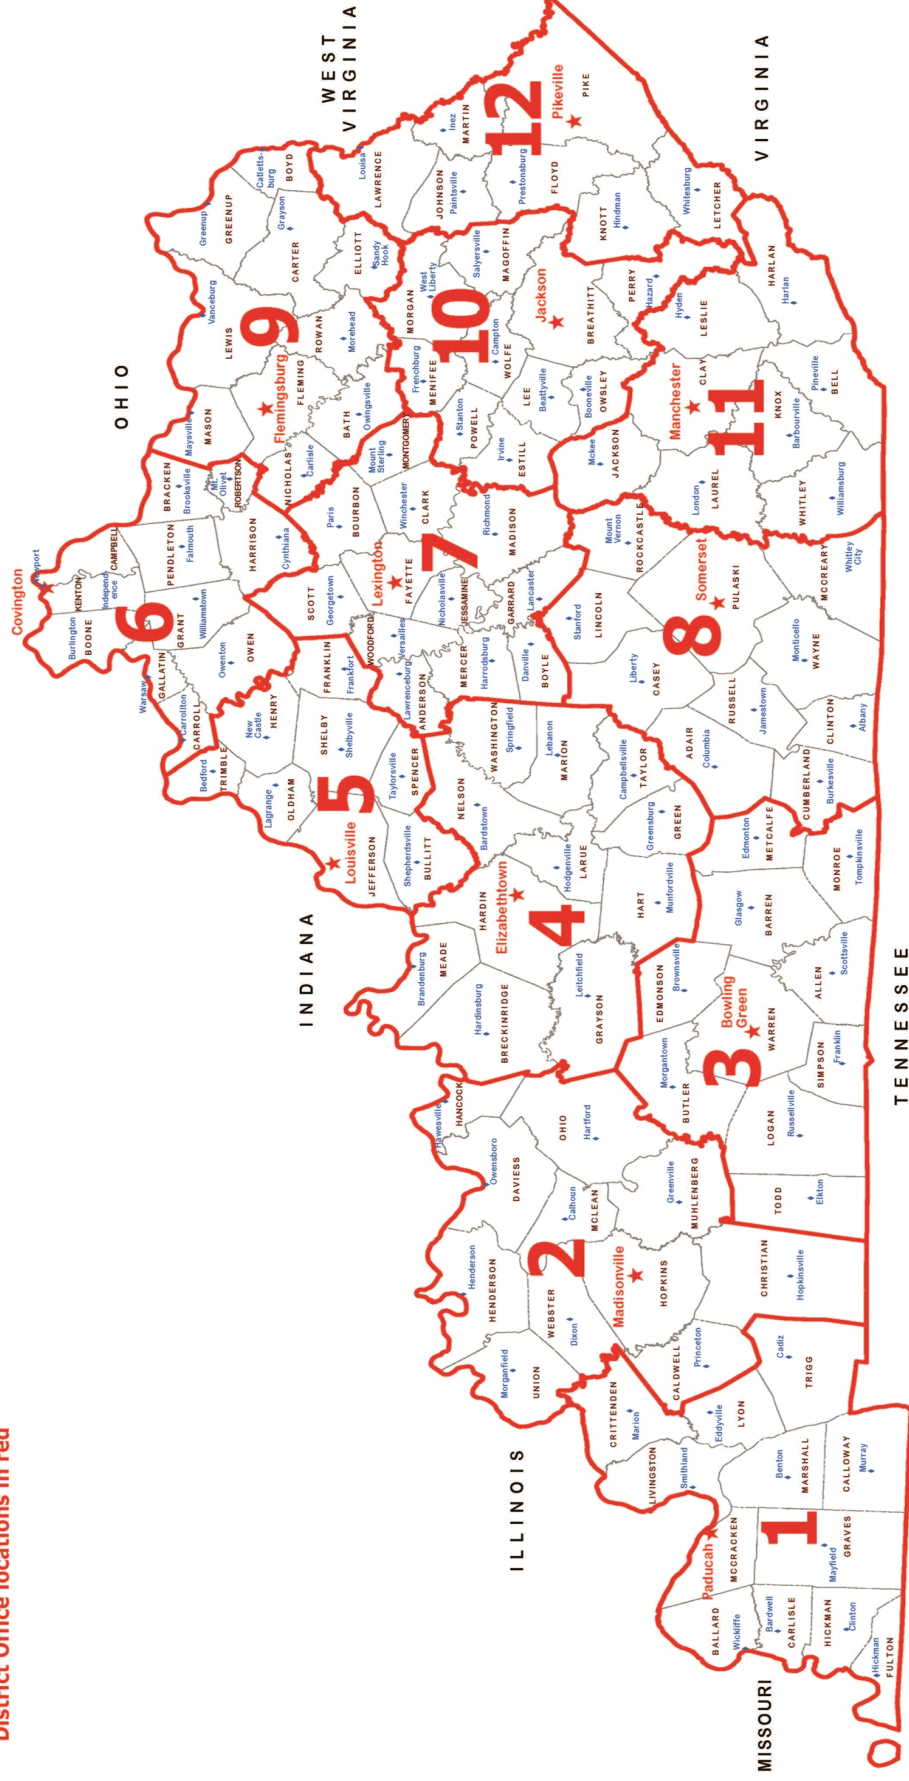 District Office locations in red
OHIO
WEST
VIRGINIA
VIRGINIA
INDIANA
ILLINOIS
MISSOURI
TENNESSEE
1
Paducah
BALLARD
Wickliffe
MCCRACKEN
Bardwell
CARLISLE
HICKMAN
Clinton
Hickman
FULTON
Mayfield
GRAVES
Benton
MARSHALL
CALLOWAY
Murray
LIVINGSTON
Smithland
CRITTENDEN
Marion
Eddyville
LYON
Cadiz
TRIGG
2
Madisonville
HOPKINS
Morganfield
UNION
Henderson
HENDERSON
WEBSTER
Dixon
CALDWELL
Princeton
CHRISTIAN
Hopkinsville
Calhoun
MCLEAN
Greenville
MUHLENBERG
Owensboro
DAVIESS
Hawesville
HANCOCK
OHIO
Hartford
3
Bowling
Green
WARREN
TODD
Elkton
LOGAN
Russellville
SIMPSON
Franklin
Morgantown
BUTLER
EDMONSON
Brownsville
ALLEN
Scottsville
Glasgow
BARREN
Edmonton
METCALFE
MONROE
Tompkinsville
4
Elizabethtown
HARDIN
Brandenburg
MEADE
Hardinsburg
BRECKINRIDGE
Leitchfield
GRAYSON
HART
Munfordville
Hodgenville
LARUE
NELSON
Bardstown
WASHINGTON
Springfield
Lebanon
MARION
Campbellsville
TAYLOR
Greensburg
GREEN
5
Louisville
JEFFERSON
Shepherdsville
BULLITT
Lagrange
OLDHAM
Bedford
TRIMBLE
New
Castle
HENRY
SHELBY
Shelbyville
Taylorsville
SPENCER
FRANKLIN
Frankfort
6
Covington
Newport
KENTON
Independ
ence
CAMPBELL
Burlington
BOONE
Warsaw
GALLATIN
Carrollton
CARROLL
Owenton
OWEN
GRANT
Williamstown
PENDLETON
Falmouth
BRACKEN
Brooksville
Mt.
Olivet
ROBERTSON
HARRISON
Cynthiana
7
Lexington
FAYETTE
SCOTT
Georgetown
Paris
BOURBON
WOODFORD
Versailles
Lawrenceburg
ANDERSON
Nicholasville
JESSAMINE
MERCER
Harrodsburg
Danville
BOYLE
GARRARD
Lancaster
Richmond
MADISON
Winchester
CLARK
Mount
Sterling
MONTGOMERY
8
Somerset
PULASKI
Stanford
LINCOLN
Mount
Vernon
ROCKCASTLE
Liberty
CASEY
ADAIR
Columbia
RUSSELL
Jamestown
CUMBERLAND
Burkesville
CLINTON
Albany
Monticello
WAYNE
MCCREARY
Whitley
City
9
Flemingsburg
FLEMING
Maysville
MASON
Vanceburg
LEWIS
Greenup
GREENUP
Catletts-
burg
BOYD
Grayson
CARTER
ELLIOTT
Sandy
Hook
ROWAN
Morehead
BATH
Owingsville
NICHOLAS
Carlisle
10
Jackson
BREATHITT
MORGAN
West
Liberty
Frenchburg
MENIFEE
Stanton
POWELL
Campton
WOLFE
Salyersville
MAGOFFIN
Irvine
ESTILL
LEE
Beattyville
Booneville
OWSLEY
PERRY
Hazard
11
Manchester
CLAY
Mckee
JACKSON
London
LAUREL
Hyden
LESLIE
KNOX
Barbourville
WHITLEY
Williamsburg
Pineville
BELL
HARLAN
Harlan
12
Pikeville
PIKE
Louisa
LAWRENCE
Inez
MARTIN
JOHNSON
Paintsville
Prestonsburg
FLOYD
KNOTT
Hindman
Whitesburg
LETCHER